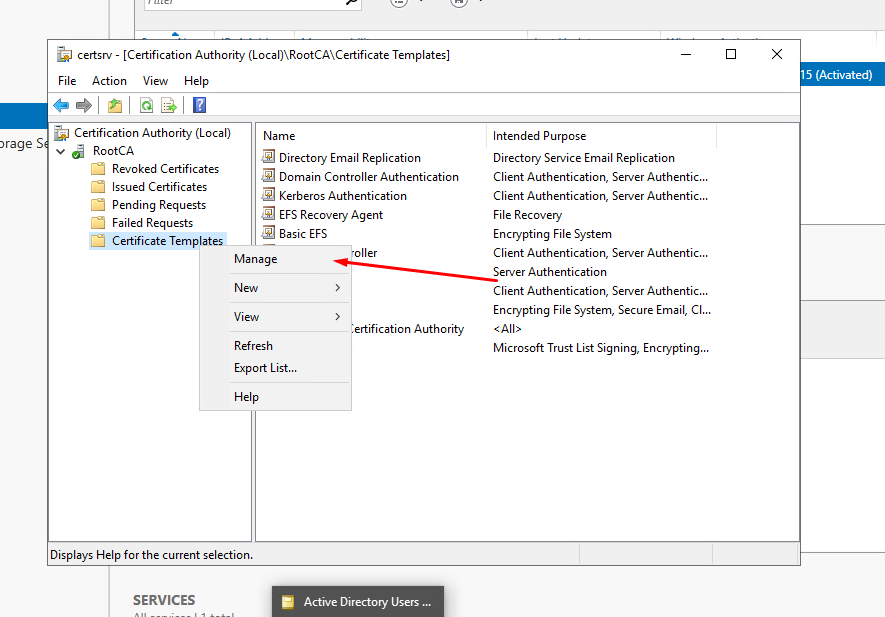 Filter
certsrv - [Certification Authority (Local)\RootCA\Certificate Templates]
File Action View Help
15 (Activated)
orage Se
Certification Authority (Local)
RootCA
Revoked Certificates
Issued Certificates
Pending Requests
Failed Requests
Certificate Templates
Manage
New
View
Refresh
Export List...
Help
Name Intended Purpose
Directory Email Replication Directory Service Email Replication
Domain Controller Authentication Client Authentication, Server Authentic...
Kerberos Authentication Client Authentication, Server Authentic...
EFS Recovery Agent File Recovery
Basic EFS Encrypting File System
roller Client Authentication, Server Authentic...
Server Authentication
Client Authentication, Server Authentic...
Encrypting File System, Secure Email, Cl...
Certification Authority <All>
Microsoft Trust List Signing, Encrypting...
Displays Help for the current selection.
SERVICES
All services | 1 total
Active Directory Users ...